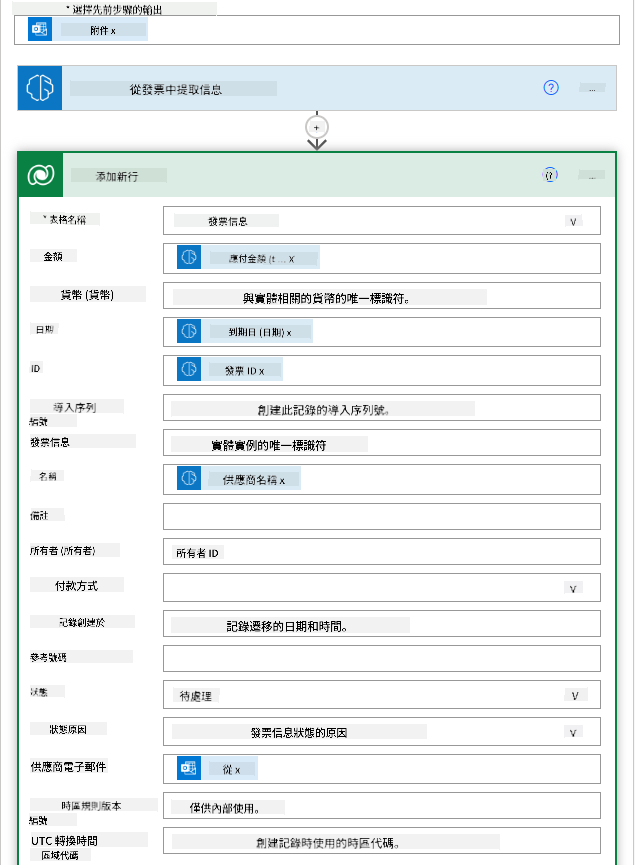 * 選擇先前步驟的輸出
附件 x
從發票中提取信息
?
...
+
添加新行
...
* 表格名稱
發票信息
V
金額
應付金額 (t ... X
貨幣 (貨幣)
與實體相關的貨幣的唯一標識符。
日期
到期日 (日期) x
ID
發票 ID x
導入序列
編號
創建此記錄的導入序列號。
發票信息
實體實例的唯一標識符
名稱
供應商名稱 x
備註
所有者 (所有者)
所有者 ID
付款方式
V
記錄創建於
記錄遷移的日期和時間。
參考號碼
狀態
待處理
V
狀態原因
發票信息狀態的原因
V
供應商電子郵件
從 x
時區規則版本
編號
僅供內部使用。
UTC 轉換時間
區域代碼
創建記錄時使用的時區代碼。